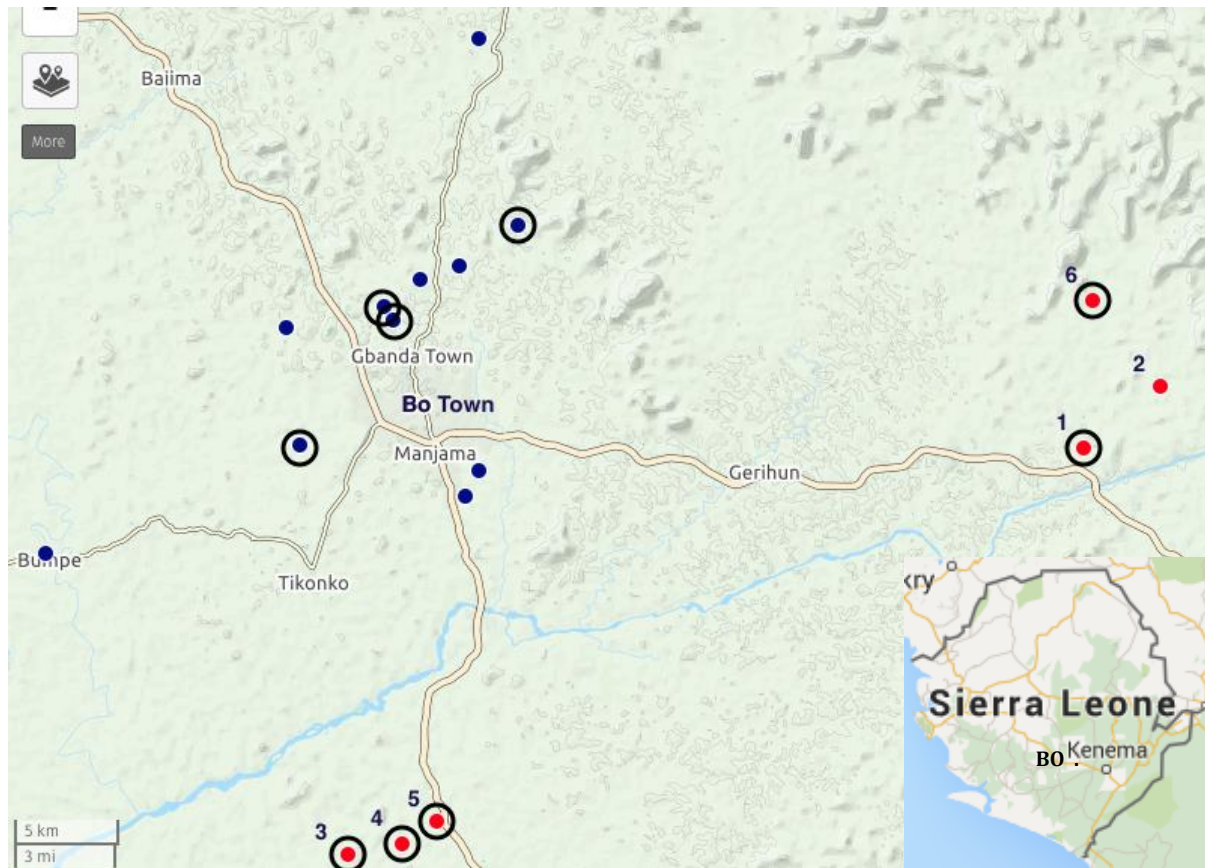 Baiima
More
6
2
Gbanda Town
Bo Town
1
Manjama
Gerihun
Bumpe
Tikonko
kry
Sierra Leone
BO .
Kenema
5
4
3
5 km
3 mi